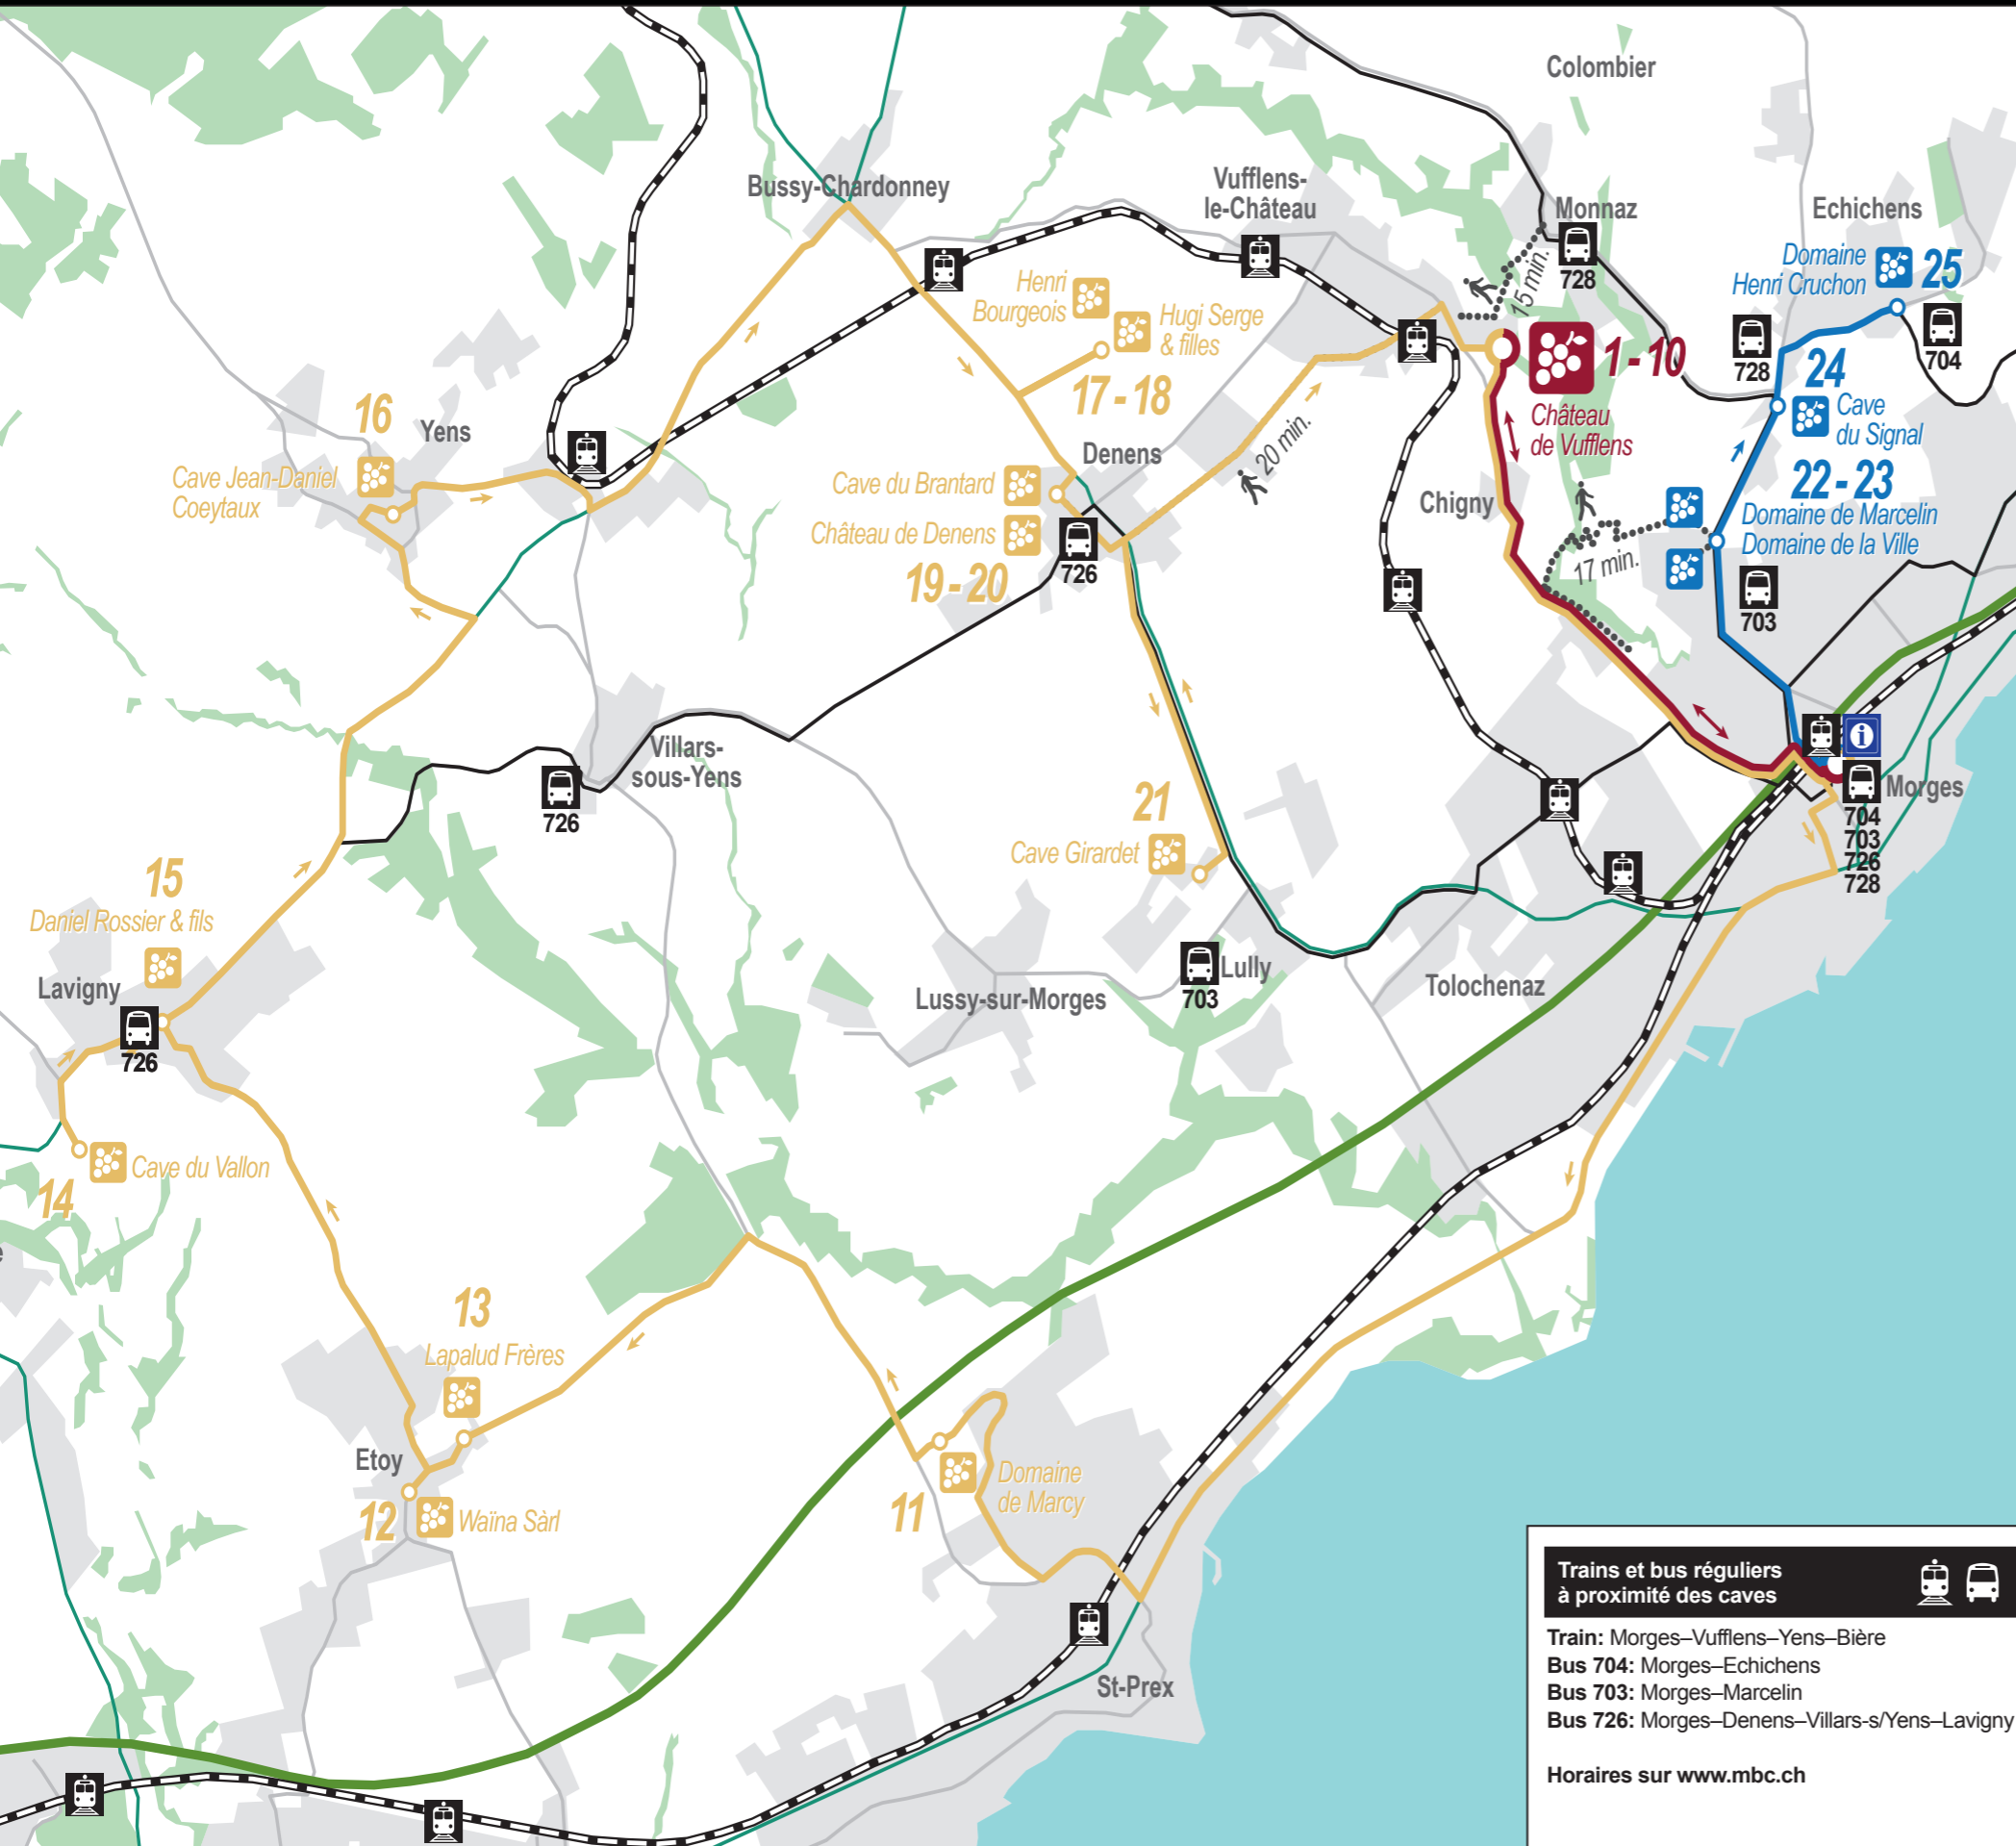 Colombier
Bussy-Chardonney
Vufflens-
le-Château
Monnaz
728
15 min.
Echichens
Domaine
Henri Cruchon
25
704
728
Henri
Bourgeois
Hugi Serge
& filles
17 - 18
1 - 10
Château
de Vufflens
24
Cave
du Signal
22 - 23
Domaine de Marcelin
Domaine de la Ville
703
17 min.
Chigny
16
Yens
Cave Jean-Daniel
Coeytaux
Denens
20 min.
Cave du Brantard
Château de Denens
19 - 20
726
Villars-
sous-Yens
726
21
Cave Girardet
Morges
704
703
726
728
15
Daniel Rossier & fils
Lavigny
726
Lussy-sur-Morges
Lully
703
Tolochenaz
Cave du Vallon
14
e
13
Lapalud Frères
Etoy
12
Waïna Sàrl
11
Domaine
de Marcy
St-Prex
Trains et bus réguliers
à proximité des caves
Train: Morges–Vufflens–Yens–Bière
Bus 704: Morges–Echichens
Bus 703: Morges–Marcelin
Bus 726: Morges–Denens–Villars-s/Yens–Lavigny
Horaires sur www.mbc.ch